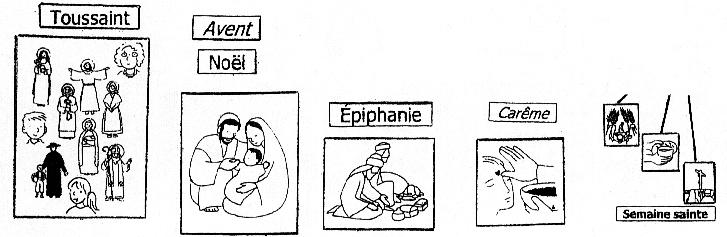 Toussaint
Avent
Noël
Épiphanie
Carême
Semaine sainte